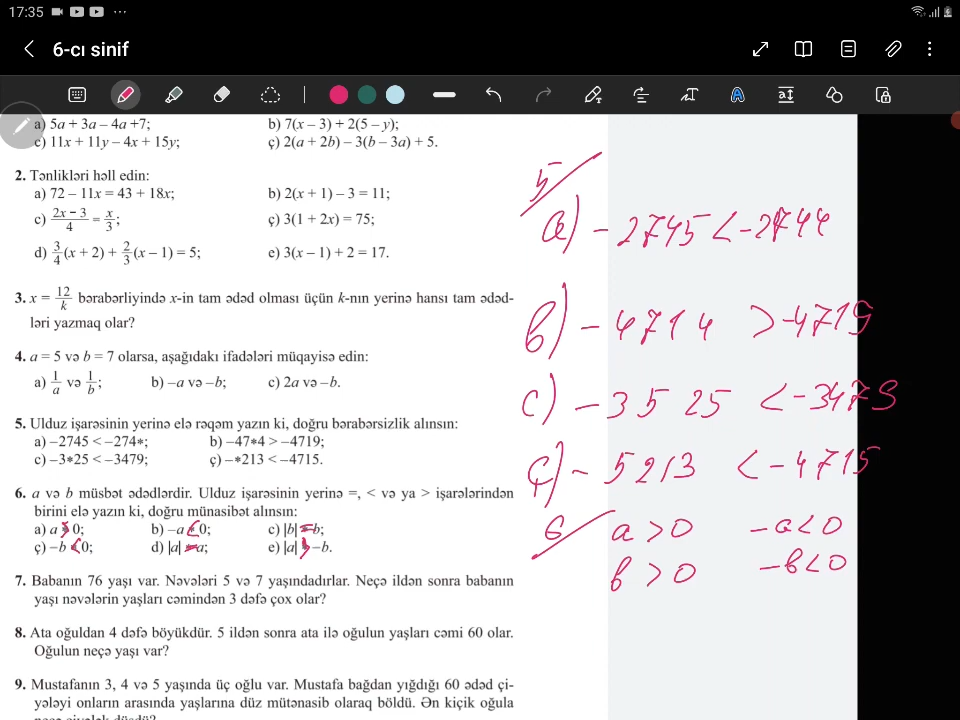 17:35
6-cı sinif
a) 5a + 3a – 4a +7; b) 7(x – 3) + 2(5 – y);
c) 11x + 11y – 4x + 15y; ç) 2(a + 2b) – 3(b – 3a) + 5.
2. Tənlikləri həll edin:
a) 72 – 11x = 43 + 18x; b) 2(x + 1) – 3 = 11;
c) (2x – 3)/4 = x/3; ç) 3(1 + 2x) = 75;
d) 3/4 (x + 2) + 2/3 (x – 1) = 5; e) 3(x – 1) + 2 = 17.
3. x = 12/k bərabərliyində x-in tam ədəd olması üçün k-nın yerinə hansı tam ədəd-
ləri yazmaq olar?
4. a = 5 və b = 7 olarsa, aşağıdakı ifadələri müqayisə edin:
a) 1/a və 1/b; b) –a və –b; c) 2a və –b.
5. Ulduz işarəsinin yerinə elə rəqəm yazın ki, doğru bərabərsizlik alınsın:
a) –2745 < –274*; b) –47*4 > –4719;
c) –3*25 < –3479; ç) –*213 < –4715.
6. a və b müsbət ədədlərdir. Ulduz işarəsinin yerinə =, < və ya > işarələrindən
birini elə yazın ki, doğru münasibət alınsın:
a) a > 0; b) –a < 0; c) |b| = b;
ç) –b < 0; d) |a| = a; e) |a| > –b.
7. Babanın 76 yaşı var. Nəvələri 5 və 7 yaşındadırlar. Neçə ildən sonra babanın
yaşı nəvələrin yaşları cəmindən 3 dəfə çox olar?
8. Ata oğuldan 4 dəfə böyükdür. 5 ildən sonra ata ilə oğulun yaşları cəmi 60 olar.
Oğulun neçə yaşı var?
9. Mustafanın 3, 4 və 5 yaşında üç oğlu var. Mustafa bağdan yığdığı 60 ədəd çi-
yələyi onların arasında yaşlarına düz mütənasib olaraq böldü. Ən kiçik oğula
5
a) – 2745 < –2744
b) – 4714 > –4719
c) – 3525 < –3479
ç) – 5213 < –4715
6 a > 0 –a < 0
b > 0 –b < 0